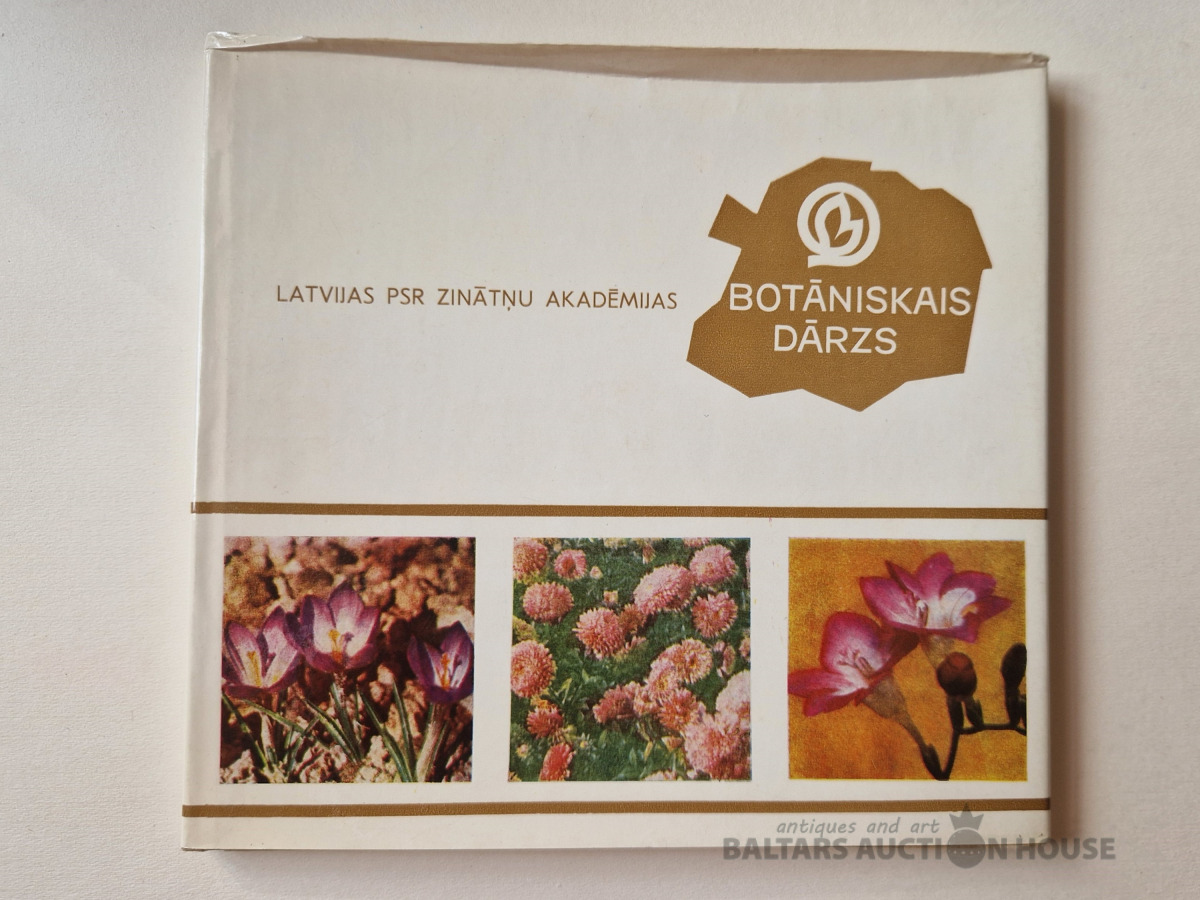 LATVIJAS PSR ZINĀTŅU AKADĒMIJAS
BOTĀNISKAIS
DĀRZS
antiques and art
BALTARS AUCTION HOUSE